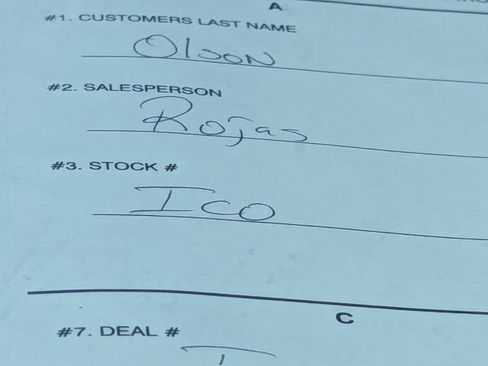 A
#1. CUSTOMERS LAST NAME
Olson
#2. SALESPERSON
Rojas
#3. STOCK #
Ico
C
#7. DEAL #